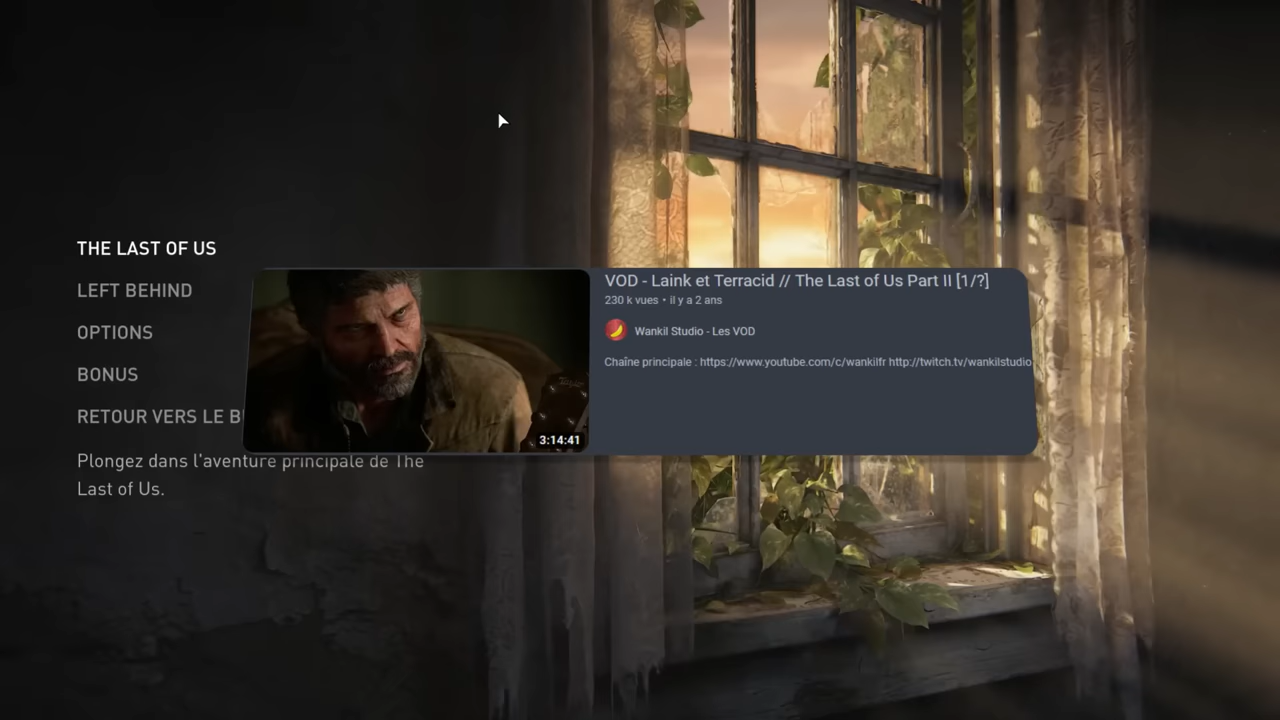 THE LAST OF US
LEFT BEHIND
OPTIONS
BONUS
RETOUR VERS LE B
Plongez dans l'aventure principale de The
Last of Us.
3:14:41
VOD - Laink et Terracid // The Last of Us Part II [1/?]
230 k vues • il y a 2 ans
Wankil Studio - Les VOD
Chaîne principale : https://www.youtube.com/c/wankilfr http://twitch.tv/wankilstudio